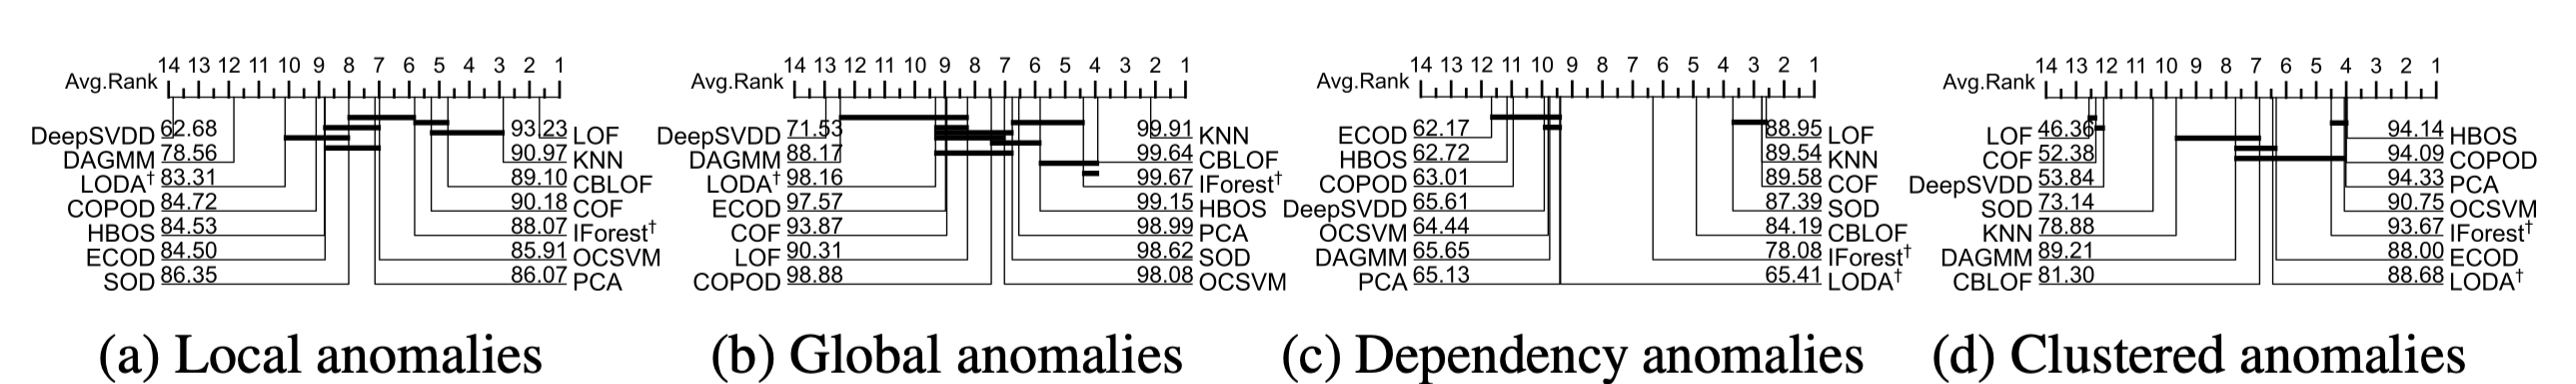 14 13 12 11 10 9 8 7 6 5 4 3 2 1
Avg.Rank
DeepSVDD 62.68 93.23 LOF
DAGMM 78.56 90.97 KNN
LODA† 83.31 89.10 CBLOF
COPOD 84.72 90.18 COF
HBOS 84.53 88.07 IForest†
ECOD 84.50 85.91 OCSVM
SOD 86.35 86.07 PCA
(a) Local anomalies
14 13 12 11 10 9 8 7 6 5 4 3 2 1
Avg.Rank
DeepSVDD 71.53 99.91 KNN
DAGMM 88.17 99.64 CBLOF
LODA† 98.16 99.67 IForest†
ECOD 97.57 99.15 HBOS
COF 93.87 98.99 PCA
LOF 90.31 98.62 SOD
COPOD 98.88 98.08 OCSVM
(b) Global anomalies
14 13 12 11 10 9 8 7 6 5 4 3 2 1
Avg.Rank
ECOD 62.17 88.95 LOF
HBOS 62.72 89.54 KNN
COPOD 63.01 89.58 COF
DeepSVDD 65.61 87.39 SOD
OCSVM 64.44 84.19 CBLOF
DAGMM 65.65 78.08 IForest†
PCA 65.13 65.41 LODA†
(c) Dependency anomalies
14 13 12 11 10 9 8 7 6 5 4 3 2 1
Avg.Rank
LOF 46.36 94.14 HBOS
COF 52.38 94.09 COPOD
DeepSVDD 53.84 94.33 PCA
SOD 73.14 90.75 OCSVM
KNN 78.88 93.67 IForest†
DAGMM 89.21 88.00 ECOD
CBLOF 81.30 88.68 LODA†
(d) Clustered anomalies